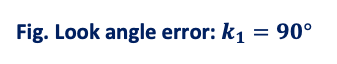 Fig. Look angle error: k₁ = 90°